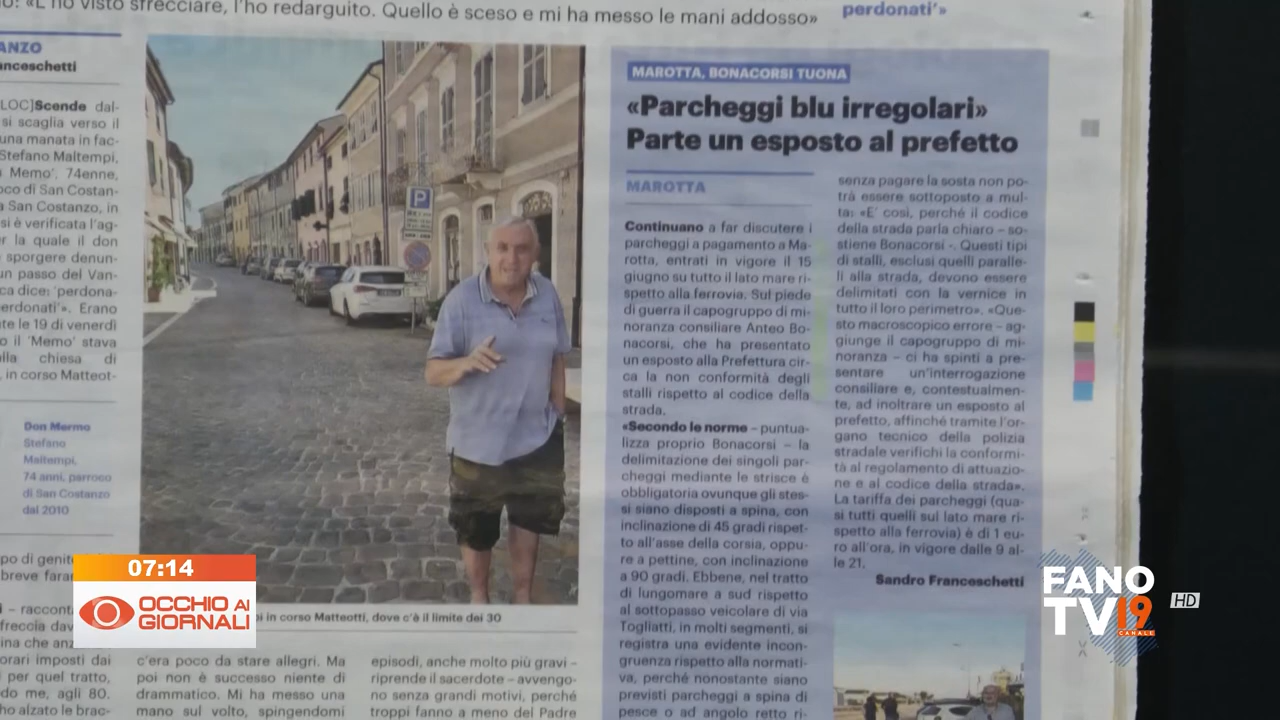 «L'ho visto sfrecciare, l'ho redarguito. Quello è sceso e mi ha messo le mani addosso»
perdonati'»
ANZO
nceschetti
LOC]Scende dal-
si scaglia verso il
una manata in fac-
Stefano Maltempi,
Memo'. 74enne,
oco di San Costan-
a San Costanzo, in
si è verificata l'ag-
r la quale il don
sporgere denun-
un passo del Van-
ca dice: 'perdona-
erdonati'». Erano
te le 19 di venerdì
o il 'Memo' stava
alla chiesa di
, in corso Matteot-
Don Memo
Stefano
Maltempi,
74 anni, parroco
di San Costanzo
dal 2010
po di genit
breve farar
i – raccont
freccia dav
ina che anz
orari imposti dai
per quel tratto,
do me, agli 80.
ho alzato le brac-
P
pi in corso Matteotti, dove c'è il limite dei 30
c'era poco da stare allegri. Ma
poi non è successo niente di
drammatico. Mi ha messo una
mano sul volto, spingendomi
episodi, anche molto più gravi –
riprende il sacerdote – avvengo-
no senza grandi motivi, perché
troppi fanno a meno del Padre
MAROTTA, BONACORSI TUONA
«Parcheggi blu irregolari»
Parte un esposto al prefetto
MAROTTA
Continuano a far discutere i
parcheggi a pagamento a Ma-
rotta, entrati in vigore il 15
giugno su tutto il lato mare ri-
spetto alla ferrovia. Sul piede
di guerra il capogruppo di mi-
noranza consiliare Anteo Bo-
nacorsi, che ha presentato
un esposto alla Prefettura cir-
ca la non conformità degli
stalli rispetto al codice della
strada.
«Secondo le norme – puntua-
lizza proprio Bonacorsi – la
delimitazione dei singoli par-
cheggi mediante le strisce è
obbligatoria ovunque gli stes-
si siano disposti a spina, con
inclinazione di 45 gradi rispet-
to all'asse della corsia, oppu-
re a pettine, con inclinazione
a 90 gradi. Ebbene, nel tratto
di lungomare a sud rispetto
al sottopasso veicolare di via
Togliatti, in molti segmenti, si
registra una evidente incon-
gruenza rispetto alla normati-
va, perché nonostante siano
previsti parcheggi a spina di
pesce o ad angolo retto ri-
senza pagare la sosta non po-
trà essere sottoposto a mul-
ta: «E' così, perché il codice
della strada parla chiaro – so-
stiene Bonacorsi -. Questi tipi
di stalli, esclusi quelli paralle-
li alla strada, devono essere
delimitati con la vernice in
tutto il loro perimetro». «Que-
sto macroscopico errore – ag-
giunge il capogruppo di mi-
noranza – ci ha spinti a pre-
sentare un'interrogazione
consiliare e, contestualmen-
te, ad inoltrare un esposto al
prefetto, affinché tramite l'or-
gano tecnico della polizia
stradale verifichi la conformi-
tà al regolamento di attuazio-
ne e al codice della strada».
La tariffa dei parcheggi (qua-
si tutti quelli sul lato mare ri-
spetto alla ferrovia) è di 1 eu-
ro all'ora, in vigore dalle 9 al-
le 21.
Sandro Franceschetti
07:14
OCCHIO AI
GIORNALI
FANO
TV19
CANALE
HD